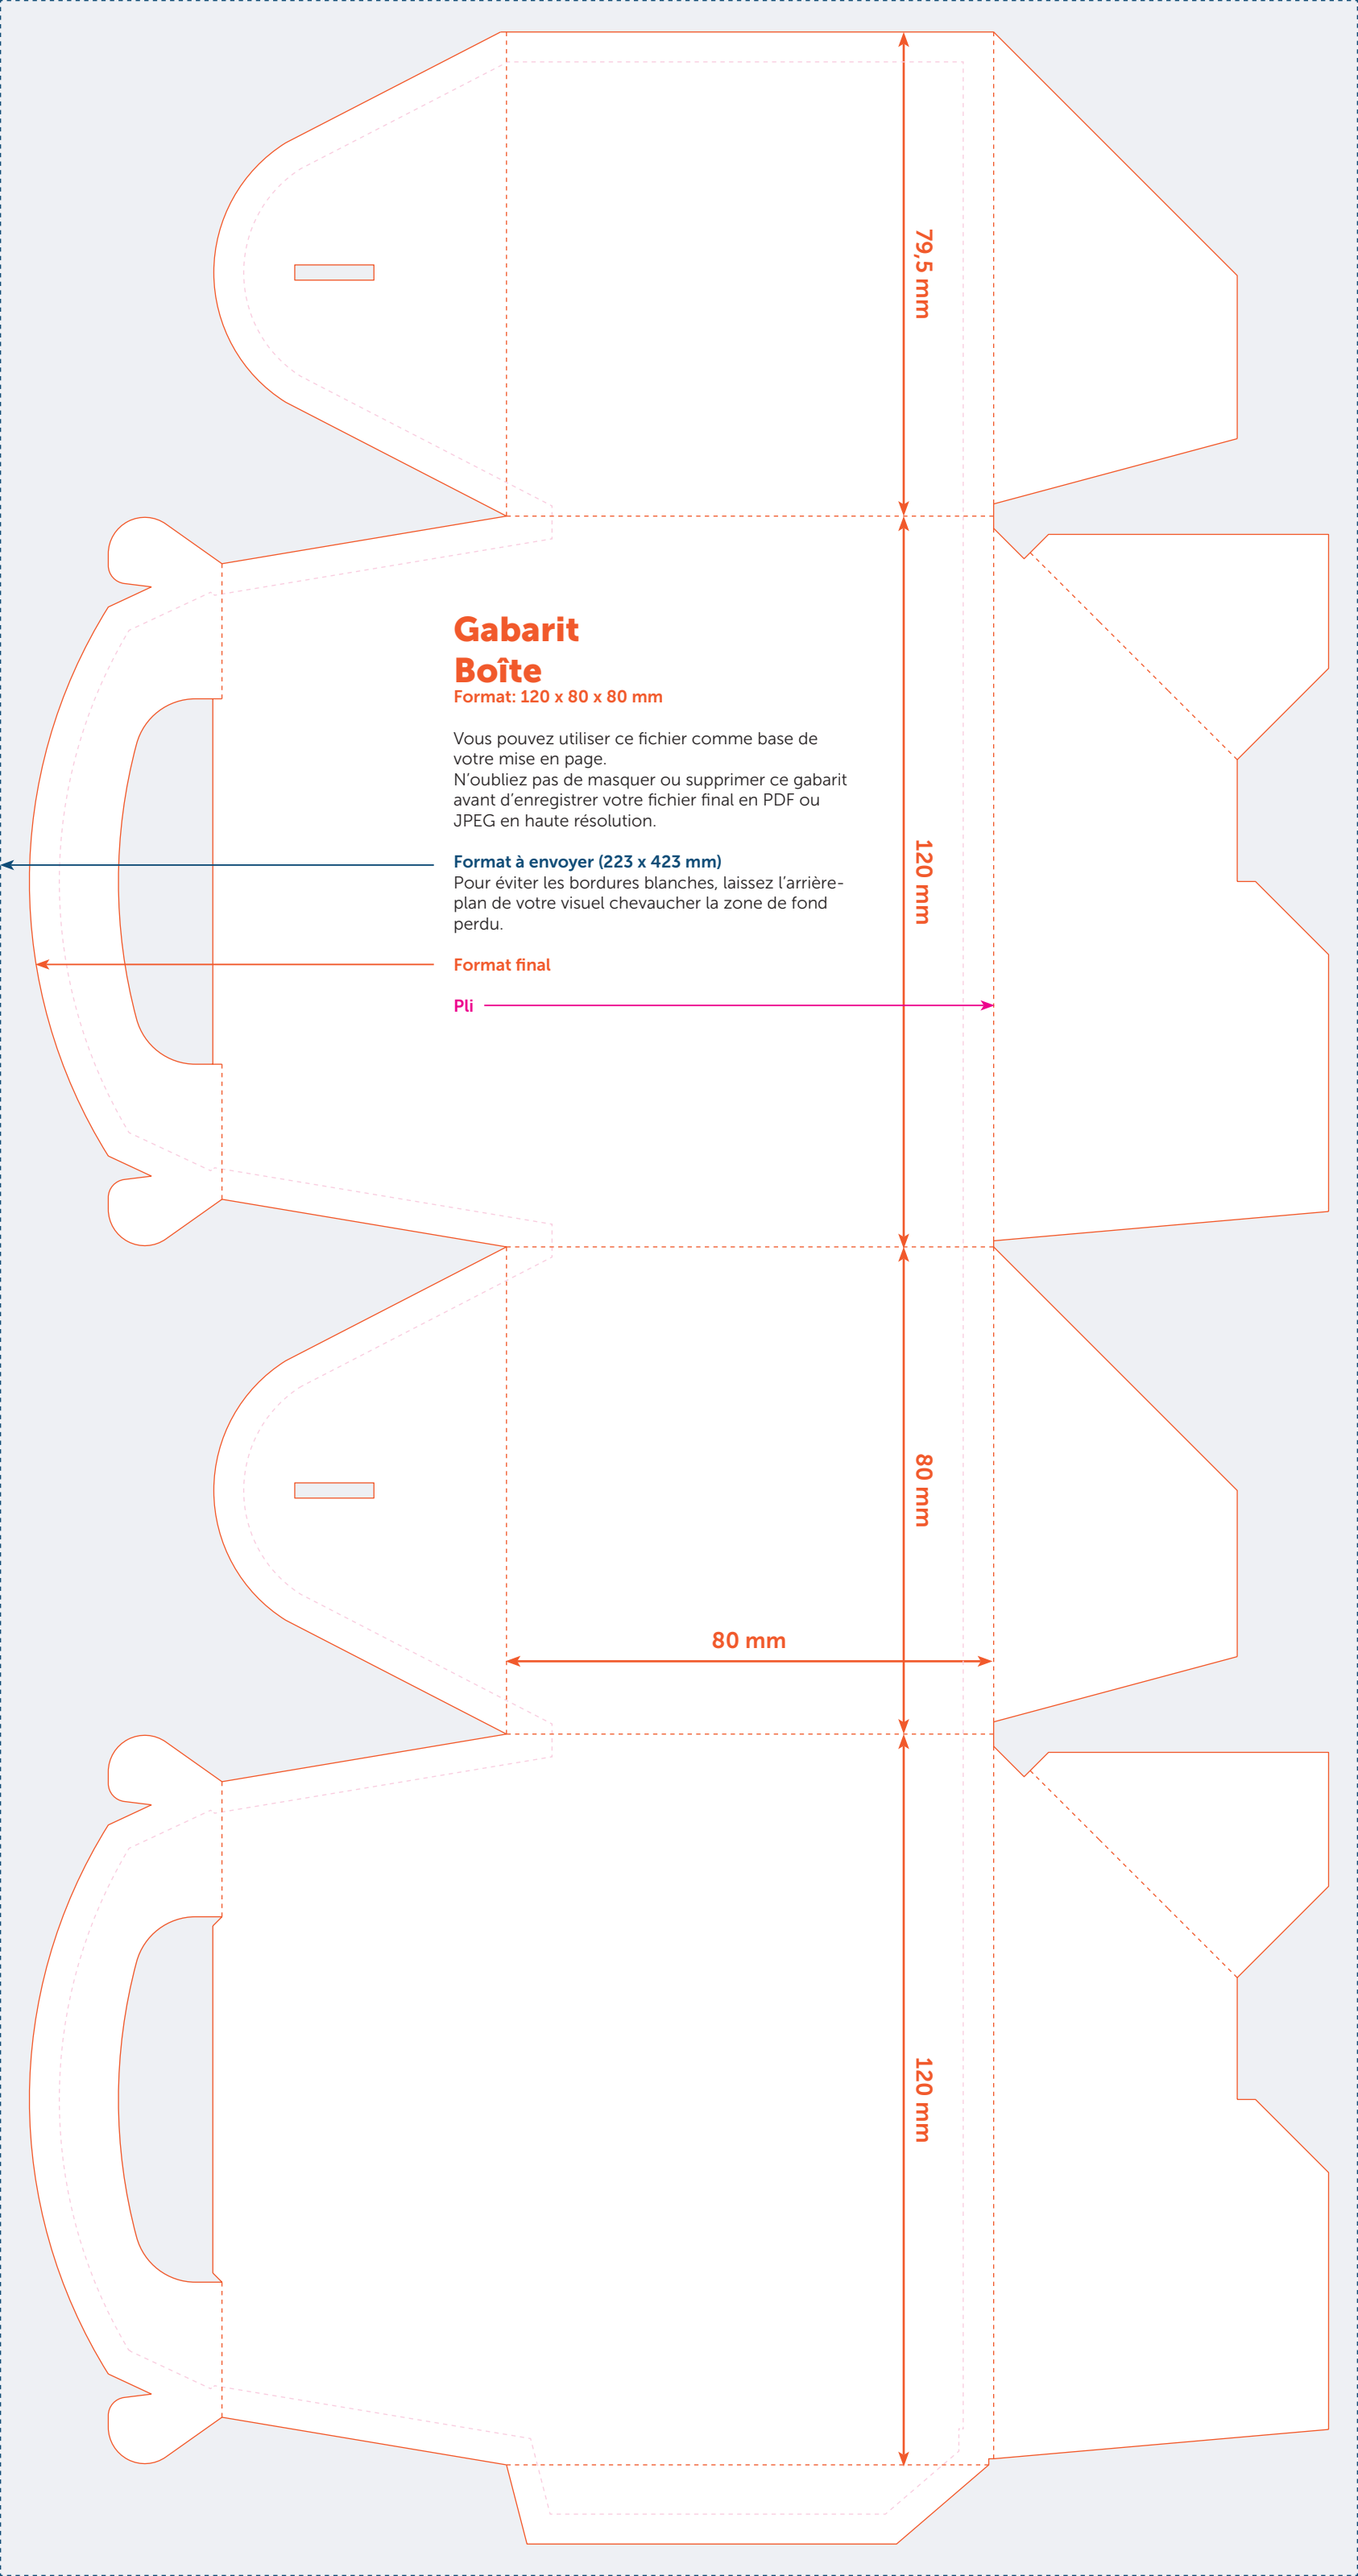 79,5 mm
Gabarit
Boîte
Format: 120 x 80 x 80 mm
Vous pouvez utiliser ce fichier comme base de
votre mise en page.
N’oubliez pas de masquer ou supprimer ce gabarit
avant d’enregistrer votre fichier final en PDF ou
JPEG en haute résolution.
Format à envoyer (223 x 423 mm)
Pour éviter les bordures blanches, laissez l’arrière-
plan de votre visuel chevaucher la zone de fond
perdu.
Format final
Pli
120 mm
80 mm
80 mm
120 mm